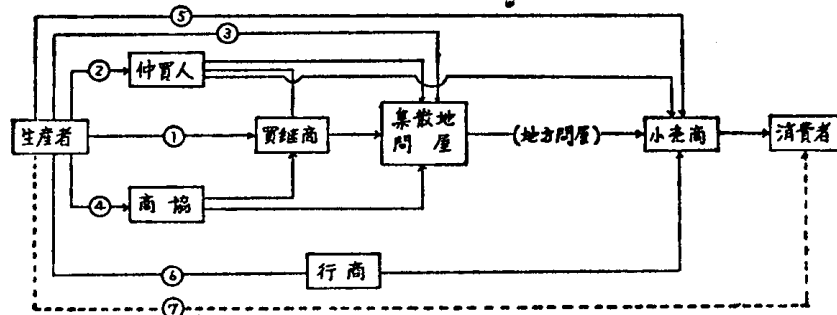 ⑤
③
② 仲買人
生産者 ① 買継商 集散地問屋 (地方問屋) 小売商 消費者
④ 商協
⑥ 行商
⑦